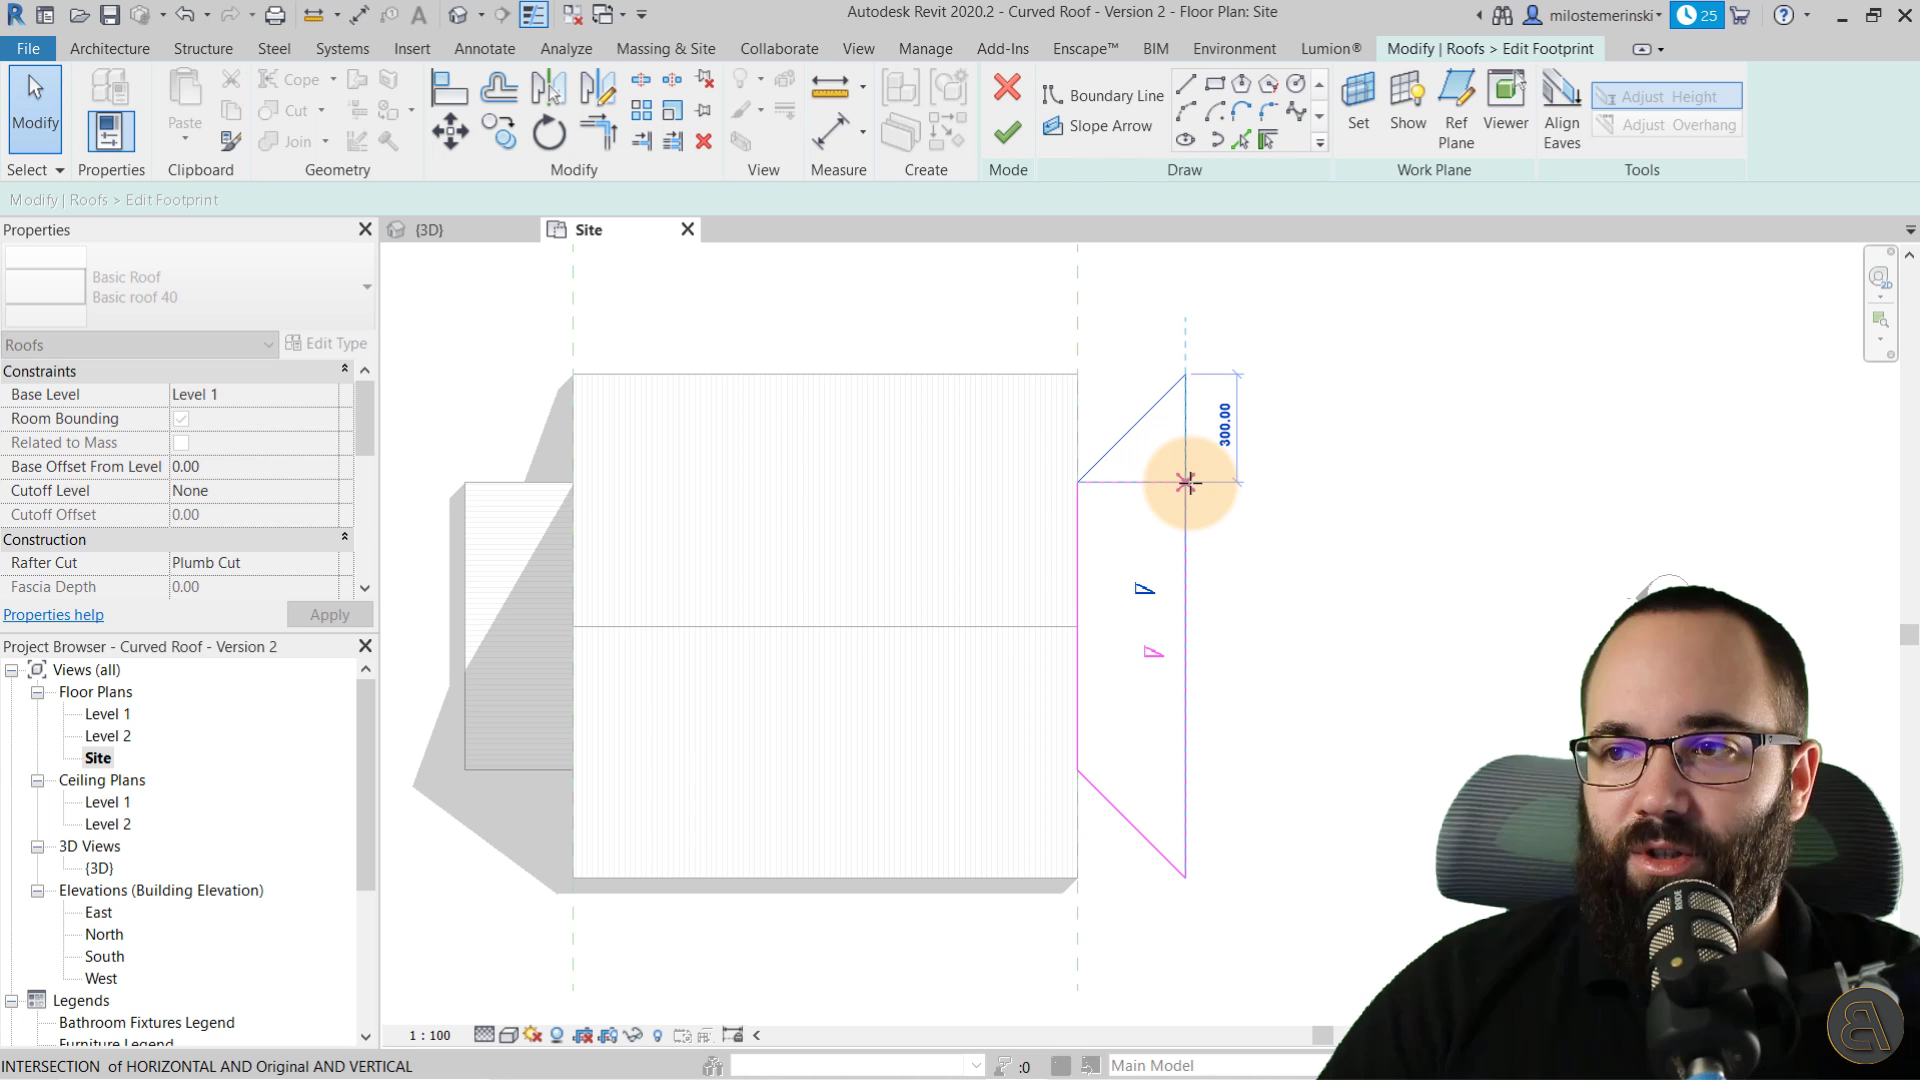 Autodesk Revit 2020.2 - Curved Roof - Version 2 - Floor Plan: Site
milostemerinski
25
File
Architecture
Structure
Steel
Systems
Insert
Annotate
Analyze
Massing & Site
Collaborate
View
Manage
Add-Ins
Enscape™
BIM
Environment
Lumion®
Modify | Roofs > Edit Footprint
Modify
Select
Properties
Paste
Clipboard
Cope
Cut
Join
Geometry
Modify
View
Measure
Create
Mode
Boundary Line
Slope Arrow
Draw
Set
Show
Ref
Plane
Viewer
Work Plane
Align
Eaves
Adjust Height
Adjust Overhang
Tools
Modify | Roofs > Edit Footprint
Properties
Basic Roof
Basic roof 40
Roofs
Edit Type
Constraints
Base Level Level 1
Room Bounding
Related to Mass
Base Offset From Level 0.00
Cutoff Level None
Cutoff Offset 0.00
Construction
Rafter Cut Plumb Cut
Fascia Depth 0.00
Properties help
Apply
Project Browser - Curved Roof - Version 2
Views (all)
Floor Plans
Level 1
Level 2
Site
Ceiling Plans
Level 1
Level 2
3D Views
{3D}
Elevations (Building Elevation)
East
North
South
West
Legends
Bathroom Fixtures Legend
Furniture Legend
{3D}
Site
2D
300.00
RODE
1 : 100
INTERSECTION of HORIZONTAL AND Original AND VERTICAL
:0
Main Model